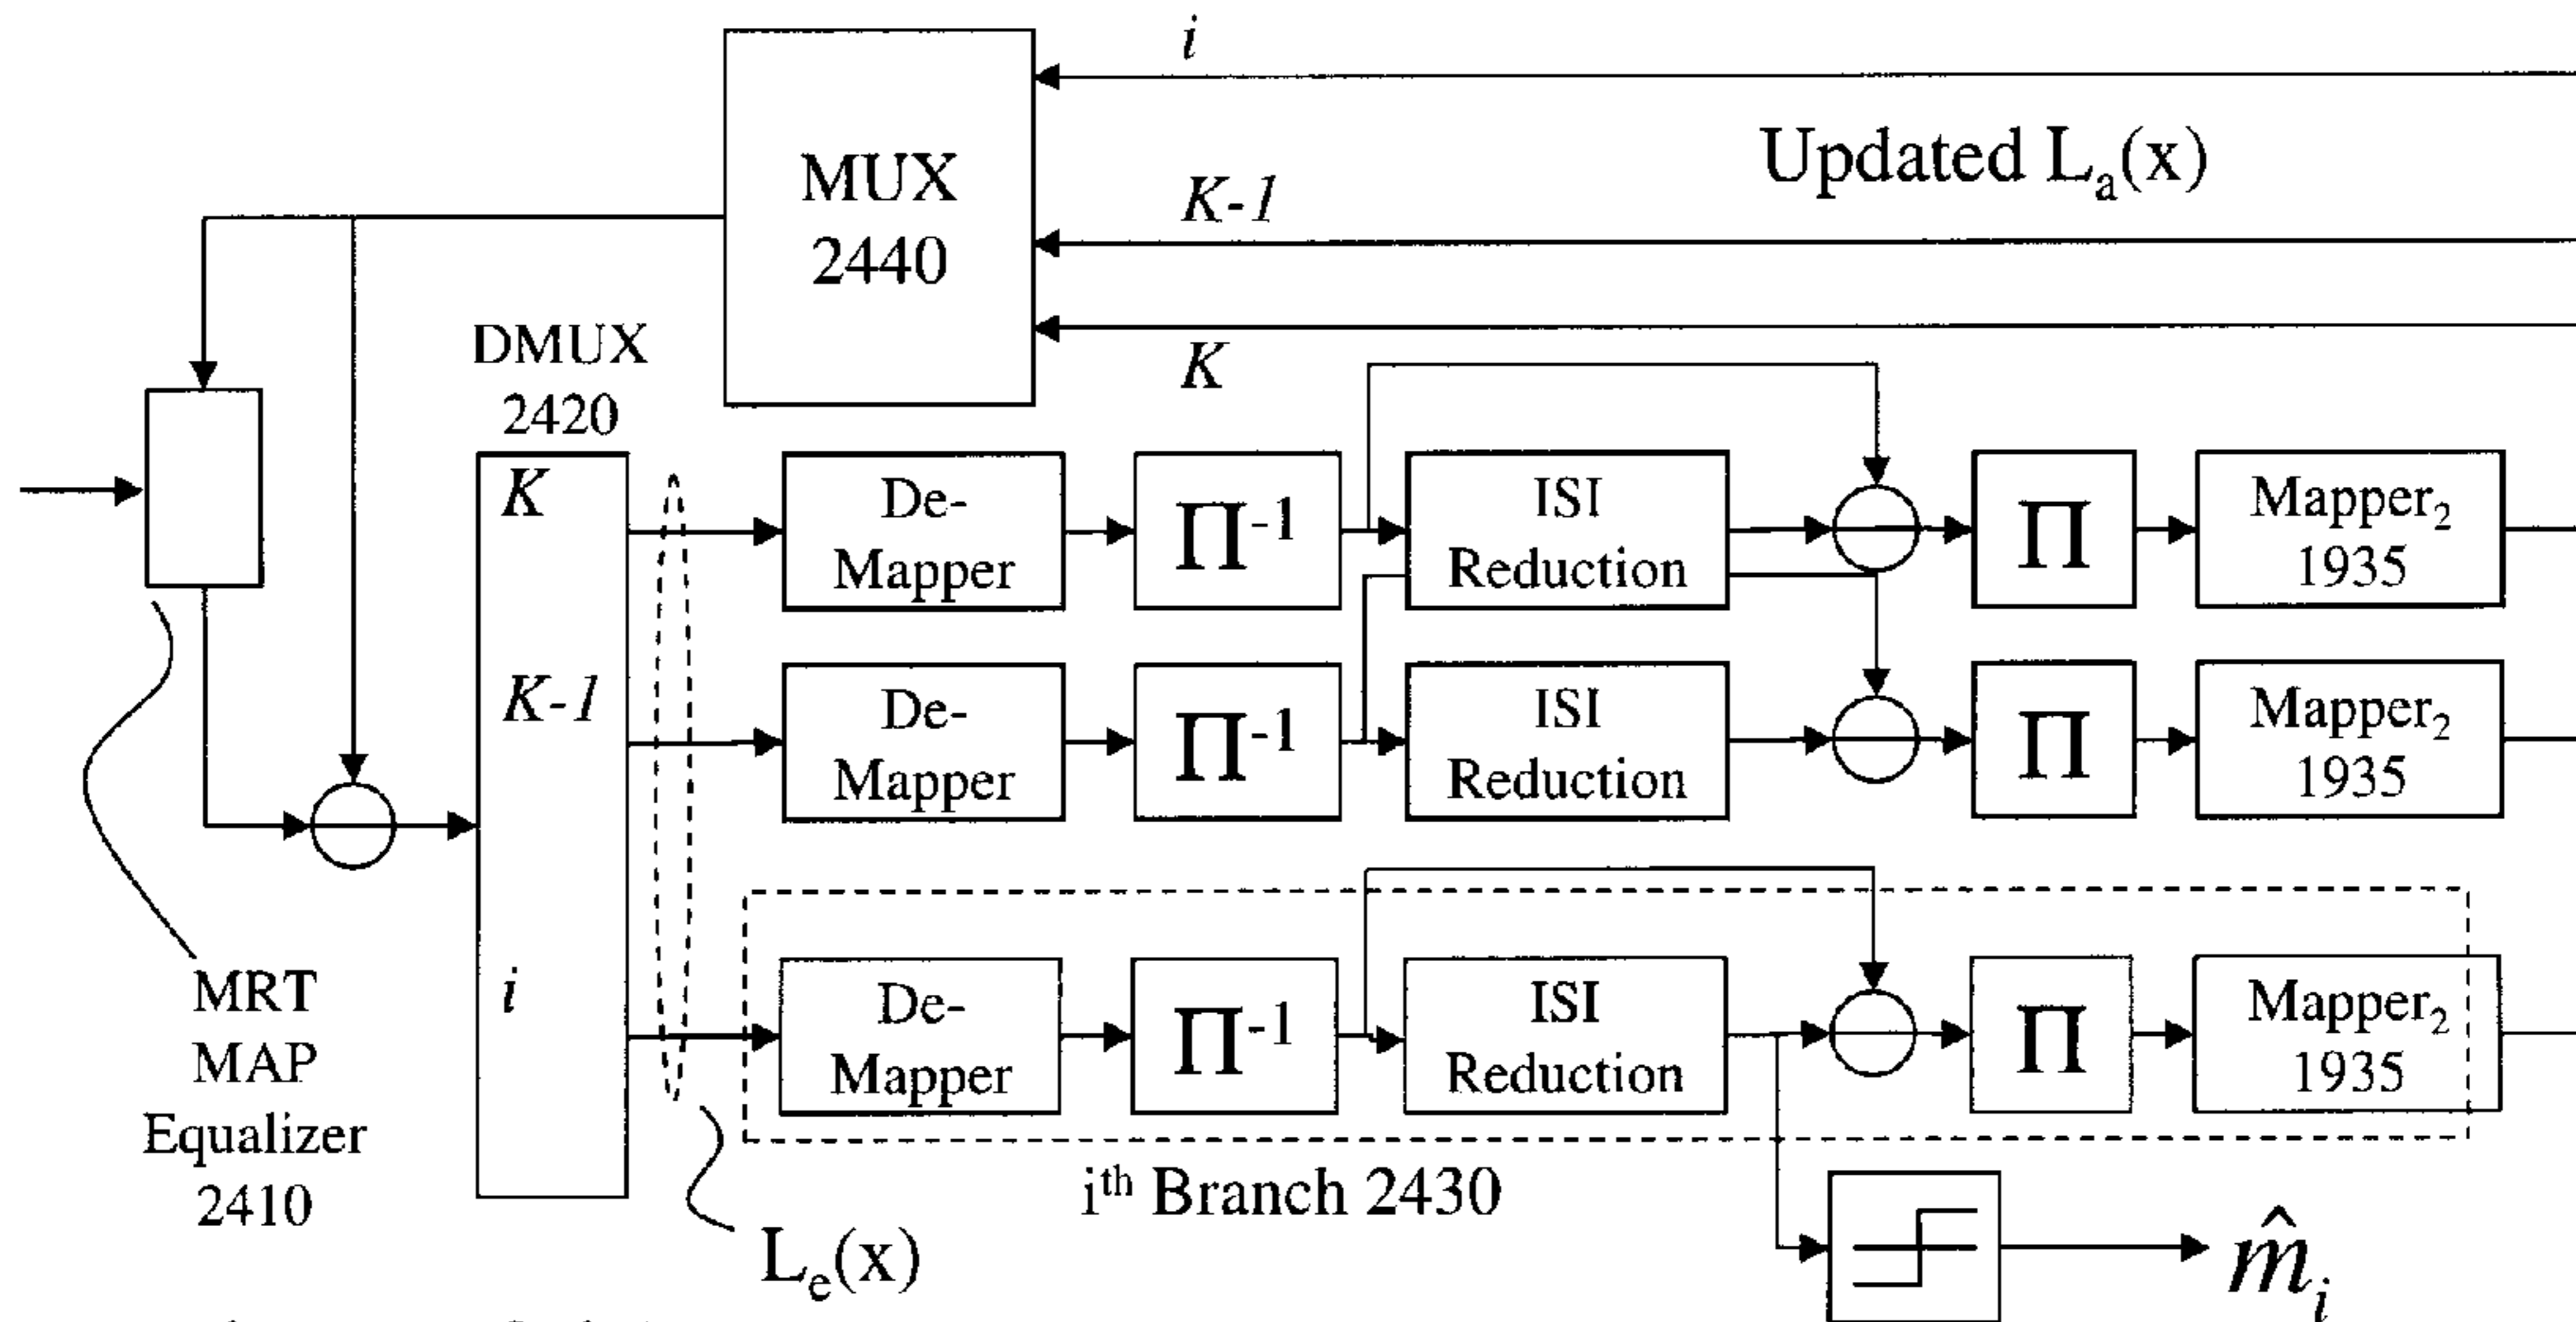 i
MUX
2440
Updated Lₐ(x)
K-1
K
DMUX
2420
K
K-1
i
De-
Mapper
Π⁻¹
ISI
Reduction
Π
Mapper₂
1935
De-
Mapper
Π⁻¹
ISI
Reduction
Π
Mapper₂
1935
De-
Mapper
Π⁻¹
ISI
Reduction
Π
Mapper₂
1935
MRT
MAP
Equalizer
2410
iᵗʰ Branch 2430
Lₑ(x)
m̂ᵢ